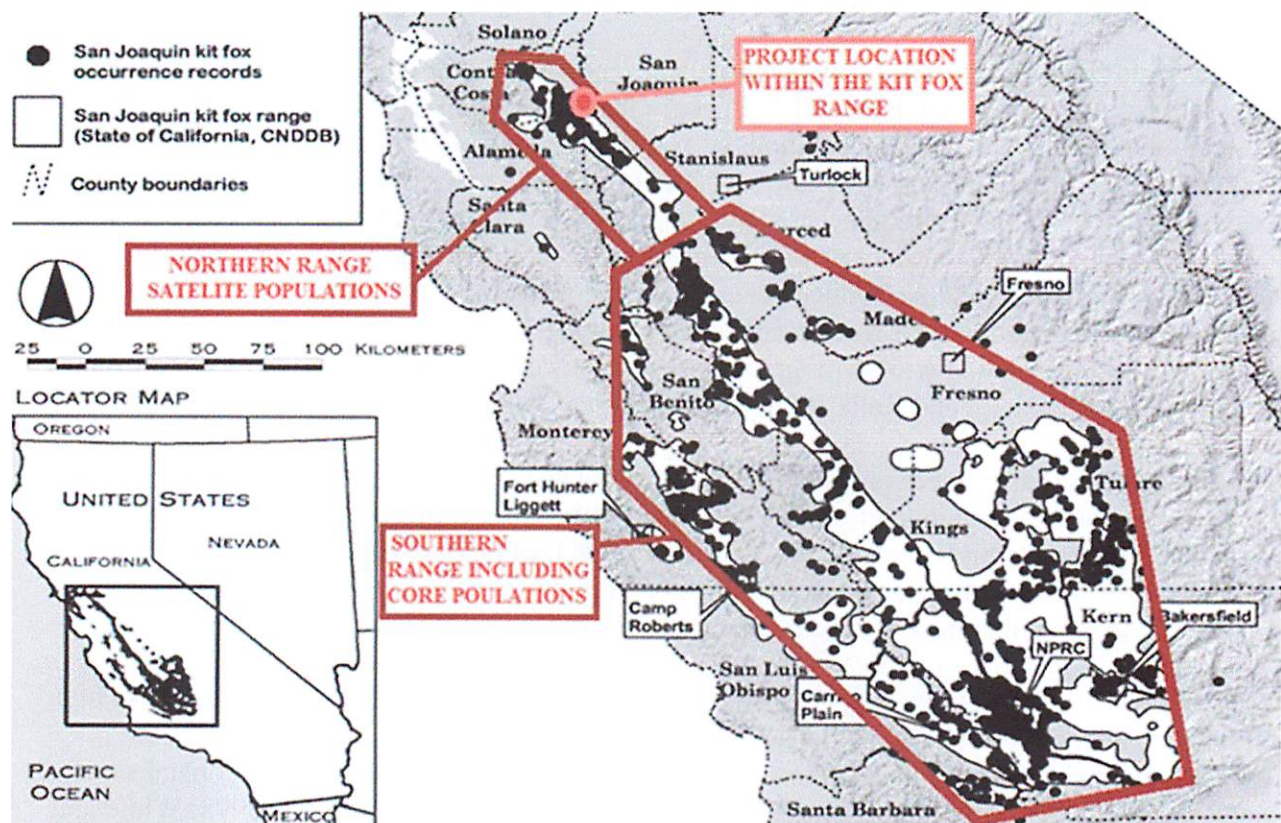 San Joaquin kit fox
occurrence records
San Joaquin kit fox range
(State of California, CNDDB)
County boundaries
Solano
Contra
Costa
San
Joaquin
PROJECT LOCATION
WITHIN THE KIT FOX
RANGE
Alameda
Stanislaus
Turlock
Santa
Clara
Merced
NORTHERN RANGE
SATELITE POPULATIONS
Fresno
Madera
25 0 25 50 75 100 KILOMETERS
San
Benito
Fresno
LOCATOR MAP
Monterey
OREGON
Fort Hunter
Liggett
Tulare
UNITED STATES
NEVADA
Kings
CALIFORNIA
SOUTHERN
RANGE INCLUDING
CORE POULATIONS
Camp
Roberts
Kern
Bakersfield
NPRC
San Luis
Obispo
Carrizo
Plain
PACIFIC
OCEAN
MEXICO
Santa Barbara